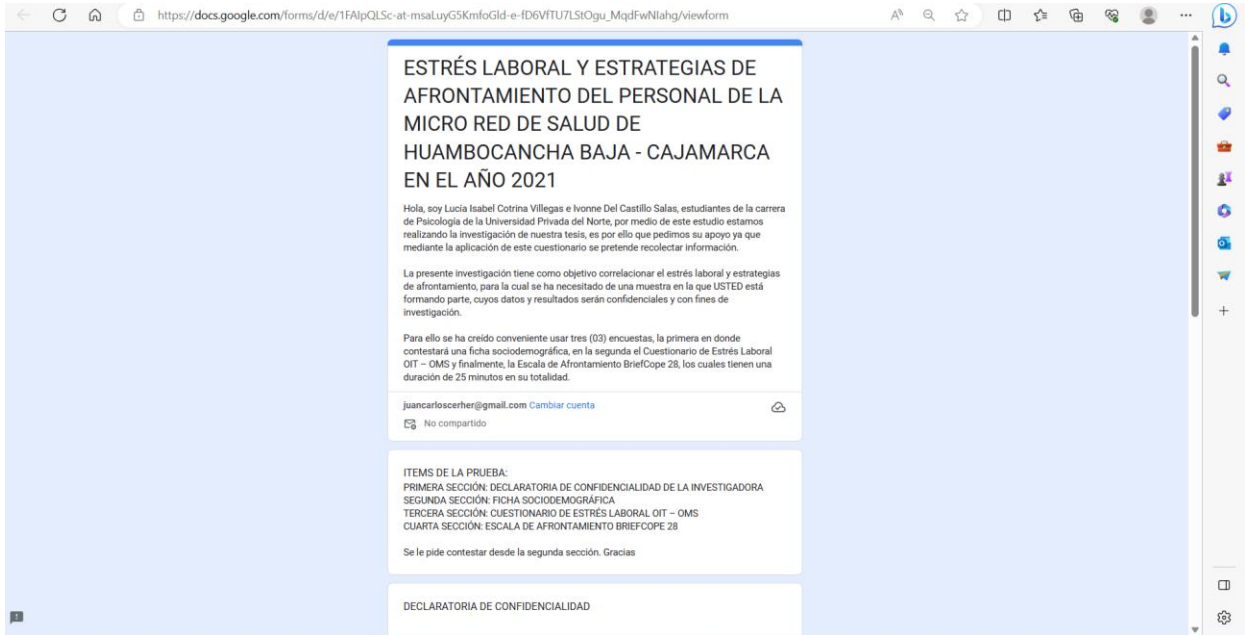 https://docs.google.com/forms/d/e/1FAIpQLSc-at-msaLuyG5KmfoGld-e-fD6VfTU7LStOgu_MqdFwNIahg/viewform
ESTRÉS LABORAL Y ESTRATEGIAS DE
AFRONTAMIENTO DEL PERSONAL DE LA
MICRO RED DE SALUD DE
HUAMBOCANCHA BAJA - CAJAMARCA
EN EL AÑO 2021
Hola, soy Lucía Isabel Cotrina Villegas e Ivonne Del Castillo Salas, estudiantes de la carrera
de Psicología de la Universidad Privada del Norte, por medio de este estudio estamos
realizando la investigación de nuestra tesis, es por ello que pedimos su apoyo ya que
mediante la aplicación de este cuestionario se pretende recolectar información.
La presente investigación tiene como objetivo correlacionar el estrés laboral y estrategias
de afrontamiento, para la cual se ha necesitado de una muestra en la que USTED está
formando parte, cuyos datos y resultados serán confidenciales y con fines de
investigación.
Para ello se ha creído conveniente usar tres (03) encuestas, la primera en donde
contestará una ficha sociodemográfica, en la segunda el Cuestionario de Estrés Laboral
OIT – OMS y finalmente, la Escala de Afrontamiento BriefCope 28, los cuales tienen una
duración de 25 minutos en su totalidad.
juancarloscerher@gmail.com Cambiar cuenta
No compartido
ITEMS DE LA PRUEBA:
PRIMERA SECCIÓN: DECLARATORIA DE CONFIDENCIALIDAD DE LA INVESTIGADORA
SEGUNDA SECCIÓN: FICHA SOCIODEMOGRÁFICA
TERCERA SECCIÓN: CUESTIONARIO DE ESTRÉS LABORAL OIT – OMS
CUARTA SECCIÓN: ESCALA DE AFRONTAMIENTO BRIEFCOPE 28
Se le pide contestar desde la segunda sección. Gracias
DECLARATORIA DE CONFIDENCIALIDAD